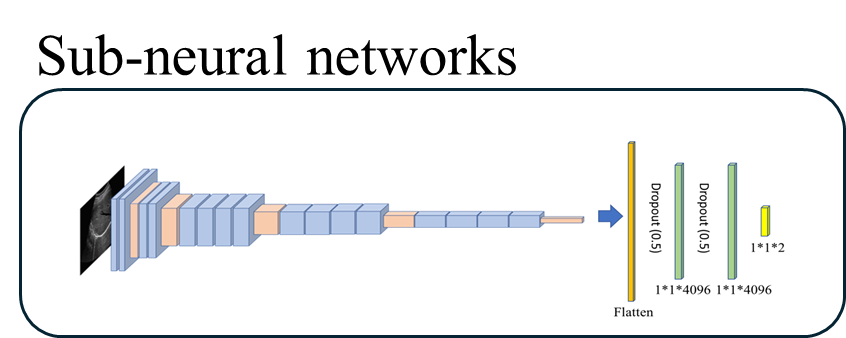 Sub-neural networks
Dropout (0.5)
Dropout (0.5)
1*1*2
1*1*4096 1*1*4096
Flatten